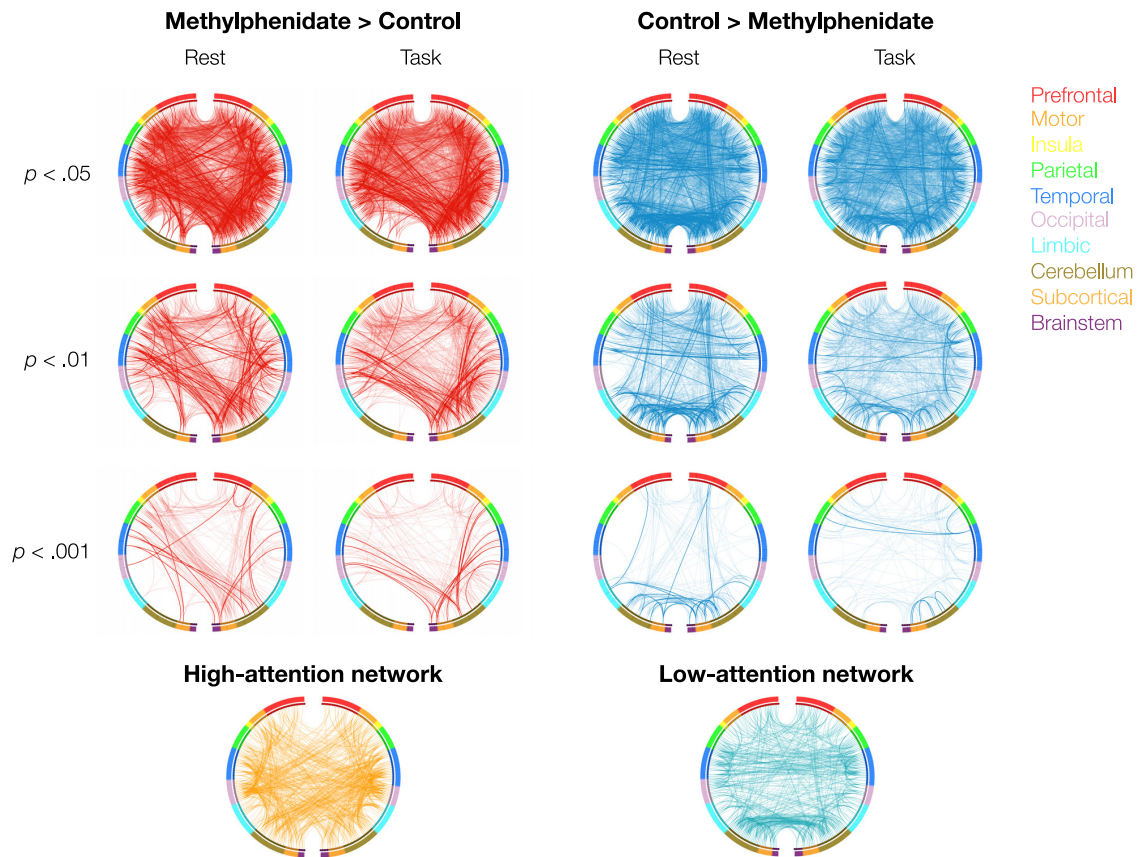 Methylphenidate > Control
Control > Methylphenidate
Rest
Task
Rest
Task
Prefrontal
Motor
Insula
Parietal
Temporal
Occipital
Limbic
Cerebellum
Subcortical
Brainstem
p < .05
p < .01
p < .001
High-attention network
Low-attention network